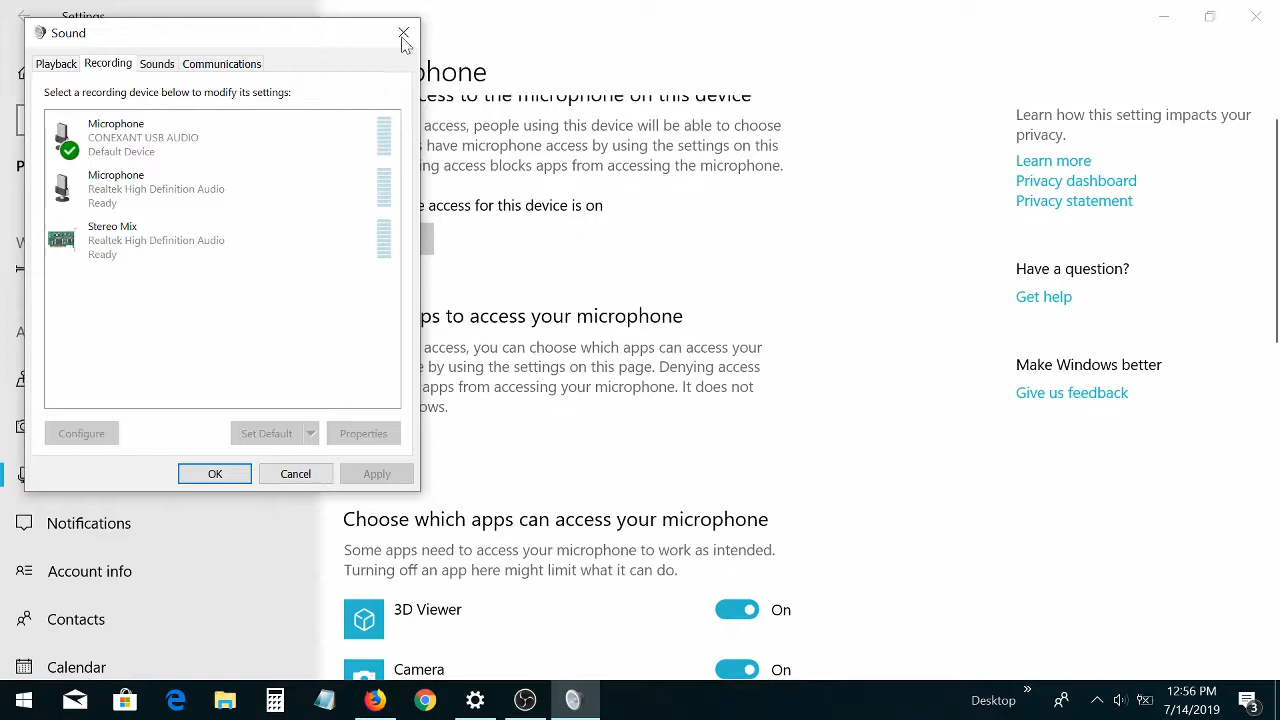 Settings
Sound
Playback Recording Sounds Communications
Select a recording device below to modify its settings:
Microphone
CONEXANT USB AUDIO
Default Device
Microphone
Realtek High Definition Audio
Ready
Stereo Mix
Realtek High Definition Audio
Ready
Configure Set Default Properties
OK Cancel Apply
phone
cess to the microphone on this device
access, people using this device will be able to choose
s have microphone access by using the settings on this
ing access blocks apps from accessing the microphone.
e access for this device is on
ps to access your microphone
access, you can choose which apps can access your
e by using the settings on this page. Denying access
apps from accessing your microphone. It does not
ows.
Choose which apps can access your microphone
Some apps need to access your microphone to work as intended.
Turning off an app here might limit what it can do.
3D Viewer On
Camera On
P
A
Notifications
Account info
Contacts
Calendar
Learn how this setting impacts your
privacy.
Learn more
Privacy dashboard
Privacy statement
Have a question?
Get help
Make Windows better
Give us feedback
Desktop
12:56 PM
7/14/2019
3